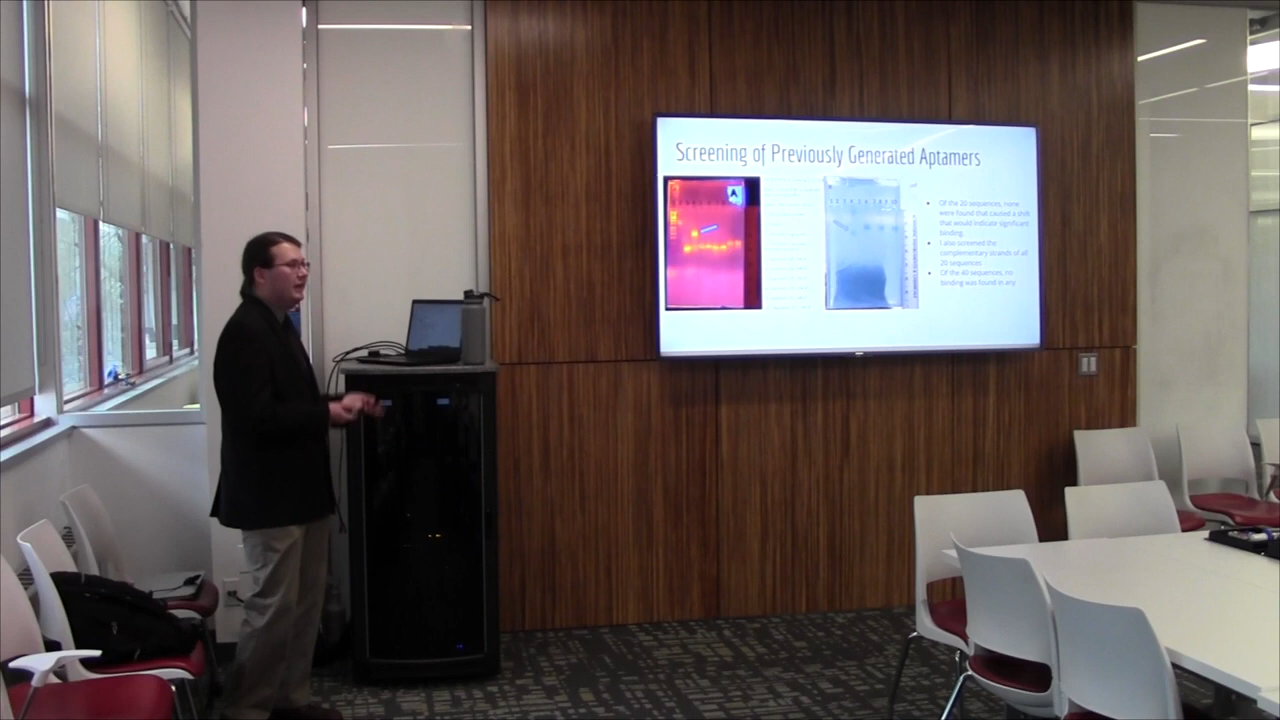 Screening of Previously Generated Aptamers
Of the 20 sequences, none
were found that caused a shift
that would indicate significant
binding.
I also screened the
complementary strands of all
20 sequences
Of the 40 sequences, no
binding was found in any